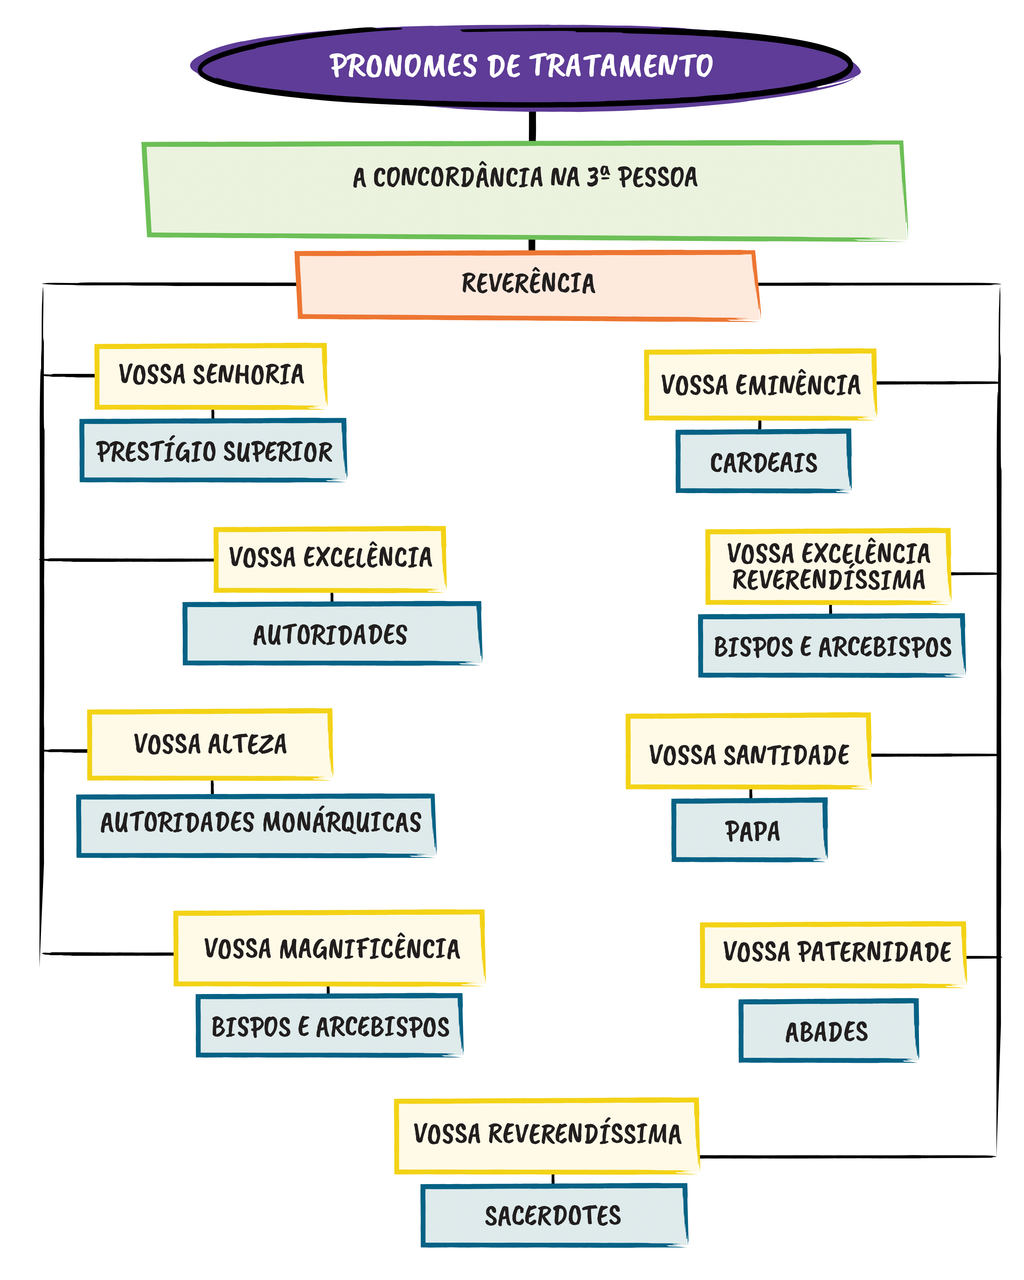 PRONOMES DE TRATAMENTO
A CONCORDÂNCIA NA 3ª PESSOA
REVERÊNCIA
VOSSA SENHORIA
PRESTÍGIO SUPERIOR
VOSSA EXCELÊNCIA
AUTORIDADES
VOSSA ALTEZA
AUTORIDADES MONÁRQUICAS
VOSSA MAGNIFICÊNCIA
BISPOS E ARCEBISPOS
VOSSA EMINÊNCIA
CARDEAIS
VOSSA EXCELÊNCIA
REVERENDÍSSIMA
BISPOS E ARCEBISPOS
VOSSA SANTIDADE
PAPA
VOSSA PATERNIDADE
ABADES
VOSSA REVERENDÍSSIMA
SACERDOTES